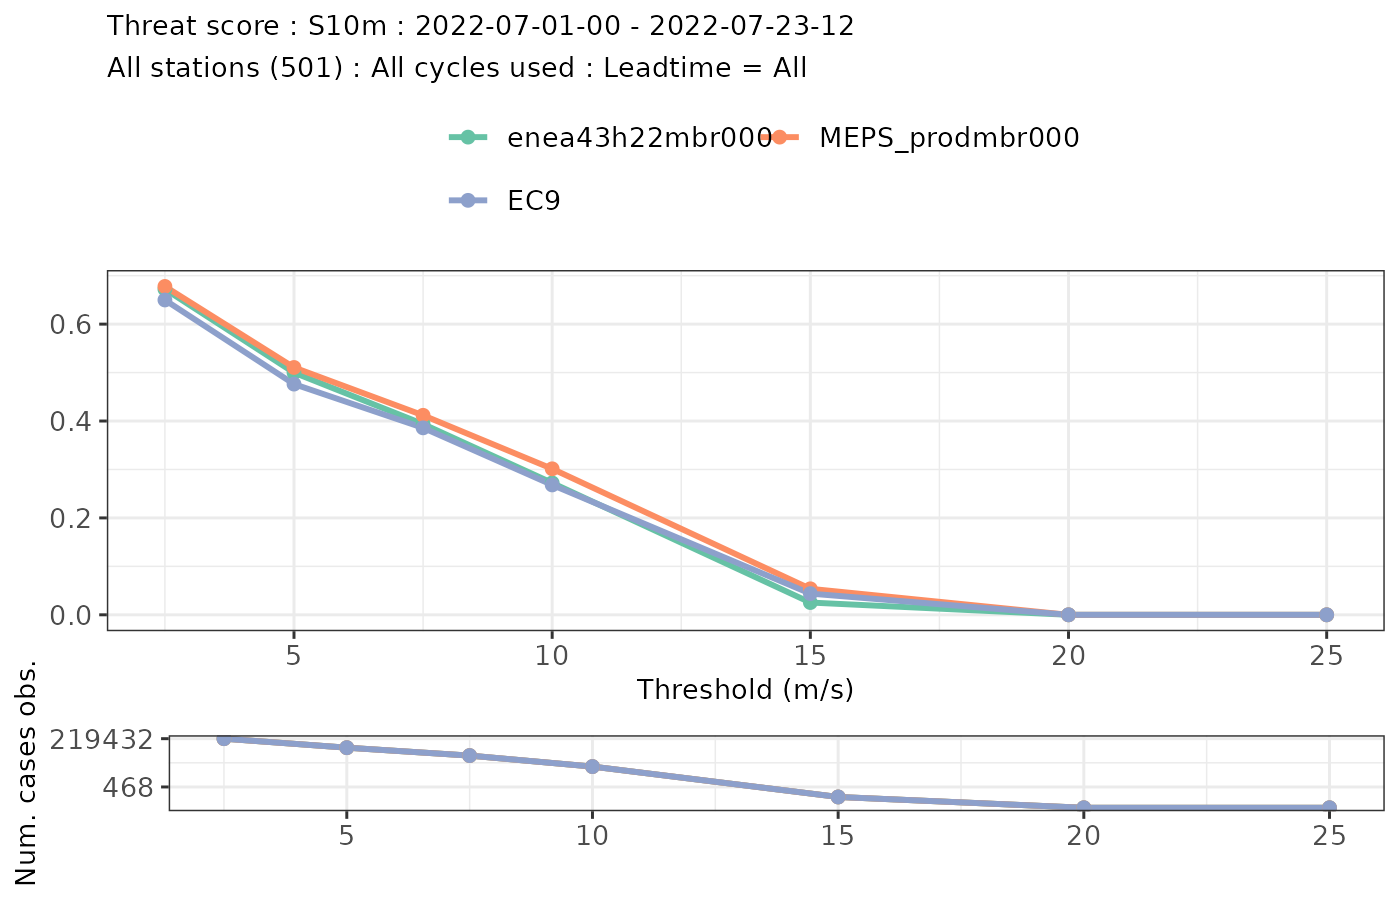 Threat score : S10m : 2022-07-01-00 - 2022-07-23-12
All stations (501) : All cycles used : Leadtime = All
enea43h22mbr000 MEPS_prodmbr000
EC9
0.6
0.4
0.2
0.0
5 10 15 20 25
Threshold (m/s)
Num. cases obs.
219432
468
5 10 15 20 25